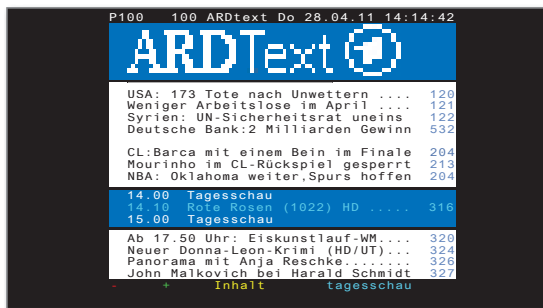 P100 100 ARDtext Do 28.04.11 14:14:42
ARDText
USA: 173 Tote nach Unwettern .... 120
Weniger Arbeitslose im April .... 121
Syrien: UN-Sicherheitsrat uneins 122
Deutsche Bank:2 Milliarden Gewinn 532
CL:Barca mit einem Bein im Finale 204
Mourinho im CL-Rückspiel gesperrt 213
NBA: Oklahoma weiter,Spurs hoffen 204
14.00 Tagesschau
14.10 Rote Rosen (1022) HD ..... 316
15.00 Tagesschau
Ab 17.50 Uhr: Eiskunstlauf-WM.... 320
Neuer Donna-Leon-Krimi (HD/UT)... 324
Panorama mit Anja Reschke........ 326
John Malkovich bei Harald Schmidt 327
- + Inhalt tagesschau